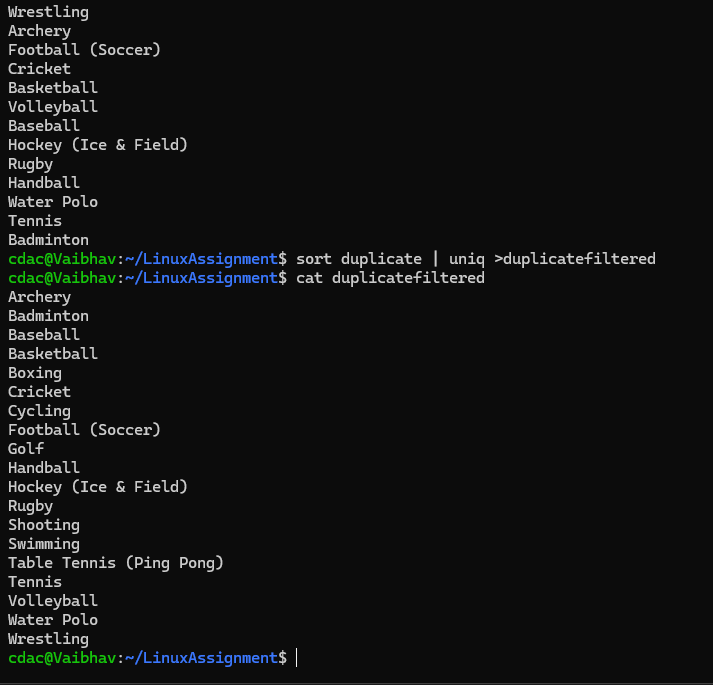 Wrestling
Archery
Football (Soccer)
Cricket
Basketball
Volleyball
Baseball
Hockey (Ice & Field)
Rugby
Handball
Water Polo
Tennis
Badminton
cdac@Vaibhav:~/LinuxAssignment$ sort duplicate | uniq >duplicatefiltered
cdac@Vaibhav:~/LinuxAssignment$ cat duplicatefiltered
Archery
Badminton
Baseball
Basketball
Boxing
Cricket
Cycling
Football (Soccer)
Golf
Handball
Hockey (Ice & Field)
Rugby
Shooting
Swimming
Table Tennis (Ping Pong)
Tennis
Volleyball
Water Polo
Wrestling
cdac@Vaibhav:~/LinuxAssignment$